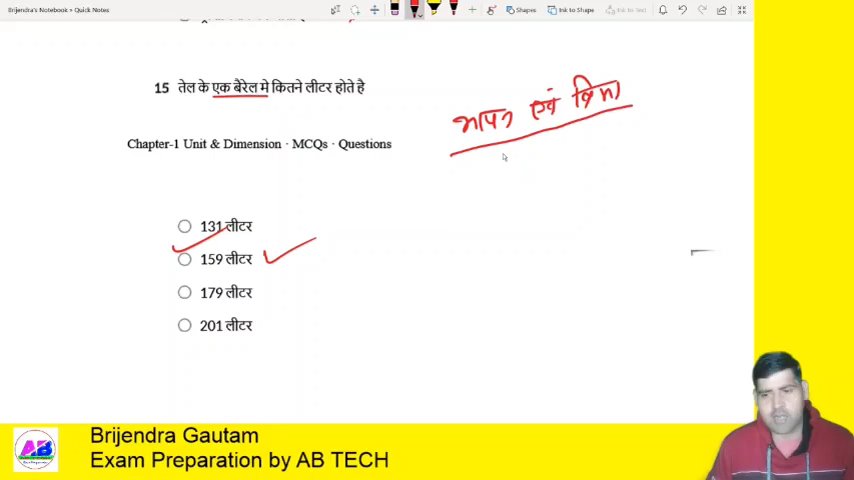 Brijendra's Notebook > Quick Notes
Shapes
Ink to Shape
Ink to Text
15 तेल के एक बैरेल मे कितने लीटर होते है
एवं
Chapter-1 Unit & Dimension · MCQs · Questions
131 लीटर
159 लीटर
179 लीटर
201 लीटर
AB
Brijendra Gautam
Exam Preparation by AB TECH